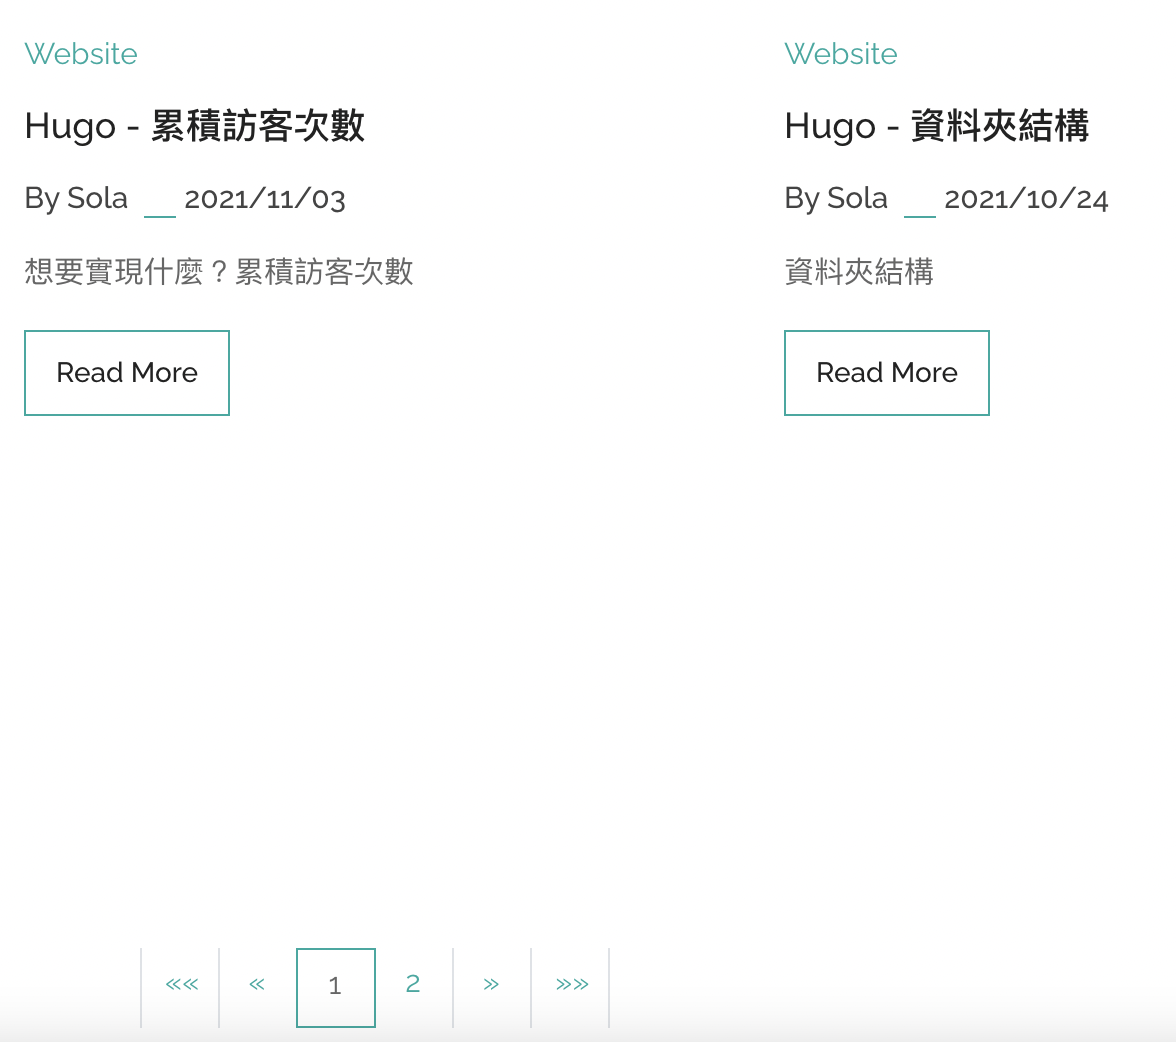 Website
Hugo - 累積訪客次數
By Sola __ 2021/11/03
想要實現什麼？累積訪客次數
Read More
Website
Hugo - 資料夾結構
By Sola __ 2021/10/24
資料夾結構
Read More
«« « 1 2 » »»